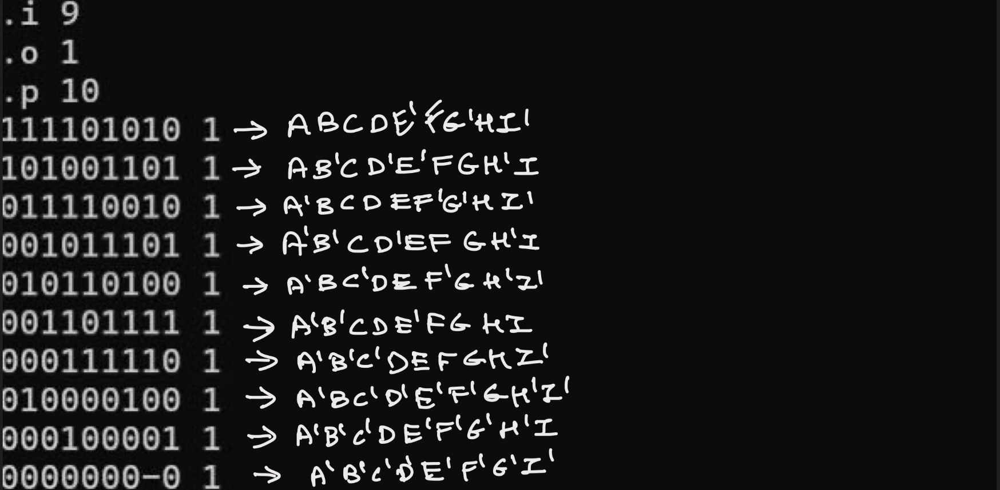 .i 9
.o 1
.p 10
111101010 1 → ABCDE'FG'HI'
101001101 1 → AB'CD'E'FGH'I
011110010 1 → A'BCDEF'G'HI'
001011101 1 → A'B'CD'EFGH'I
010110100 1 → A'BC'DEF'GH'I'
001101111 1 → A'B'CDE'FGHI
000111110 1 → A'B'C'DEFGHI'
010000100 1 → A'BC'D'E'F'GH'I'
000100001 1 → A'B'C'DE'F'G'H'I
0000000-0 1 → A'B'C'D'E'F'G'I'